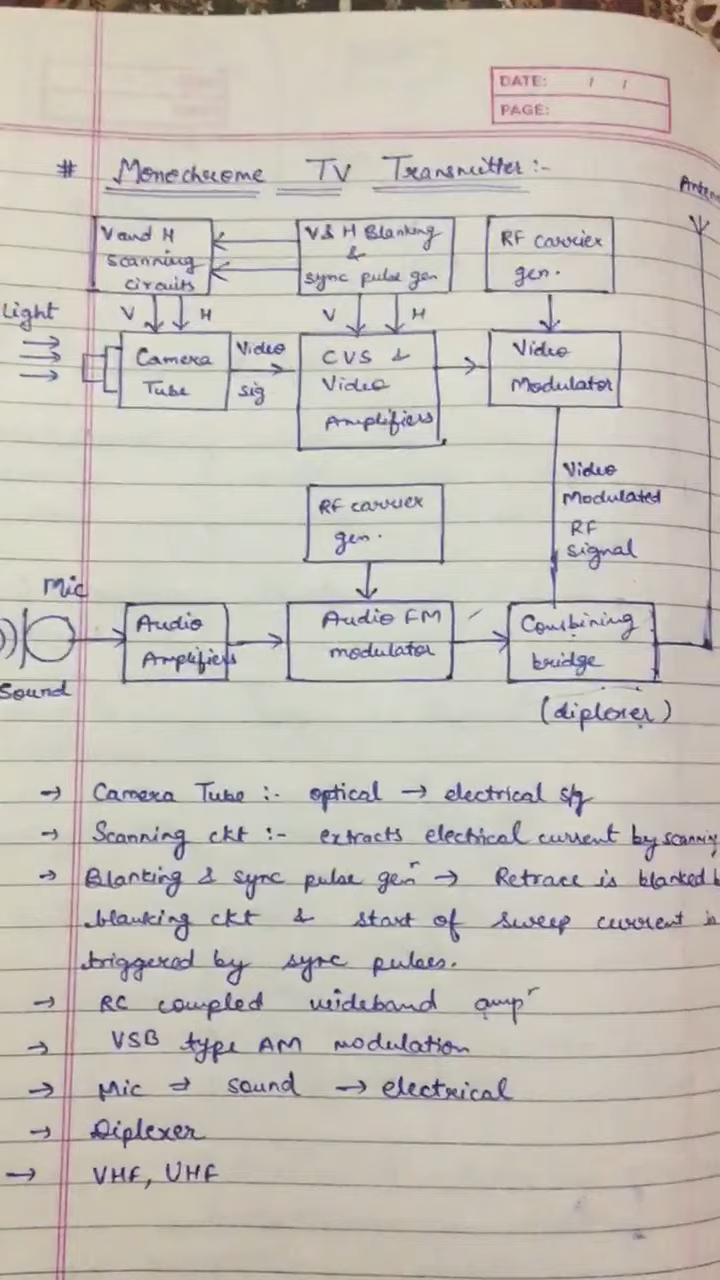 DATE: / /
PAGE:
# Monochrome TV Transmitter :-
V and H
scanning
circuits
V & H Blanking
&
sync pulse gen
RF carrier
gen.
Light
V H
V H
Camera
Tube
Video
sig
CVS &
Video
Amplifiers
Video
Modulator
Video
Modulated
RF
signal
RF carrier
gen.
Mic
Sound
Audio
Amplifiers
Audio FM
modulator
Combining
bridge
(diplexer)
→ Camera Tube :- optical → electrical sig
→ Scanning ckt :- extracts electrical current by scanning
→ Blanking & sync pulse genr → Retrace is blanked b
blanking ckt & start of sweep current is
triggered by sync pulses.
→ RC coupled wideband ampr
→ VSB type AM modulation
→ Mic → sound → electrical
→ Diplexer
→ VHF, UHF